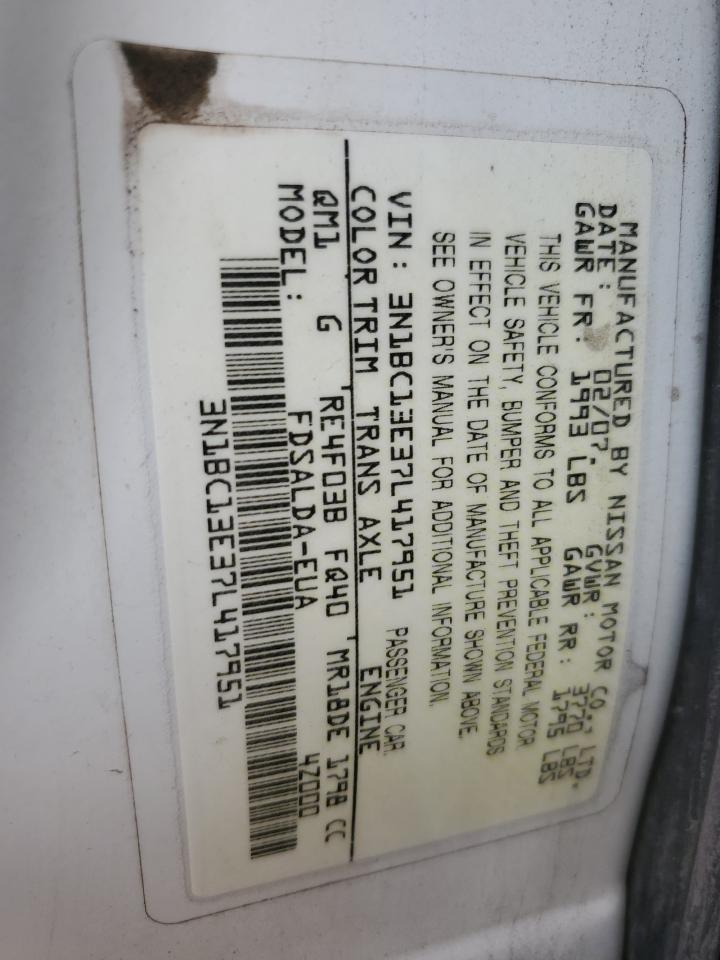 MANUFACTURED BY NISSAN MOTOR CO., LTD.
DATE: 02/07. GVWR: 3770 LBS
GAWR FR: 1993 LBS GAWR RR: 1795 LBS
THIS VEHICLE CONFORMS TO ALL APPLICABLE FEDERAL MOTOR
VEHICLE SAFETY, BUMPER AND THEFT PREVENTION STANDARDS
IN EFFECT ON THE DATE OF MANUFACTURE SHOWN ABOVE.
SEE OWNER'S MANUAL FOR ADDITIONAL INFORMATION.
VIN: 3N1BC13E37L417951 PASSENGER CAR.
COLOR TRIM TRANS AXLE ENGINE
QM1 G RE4F03B FQ40 MR18DE 1798 CC
MODEL: FDSALDA-EUA 4Z000
3N1BC13E37L417951